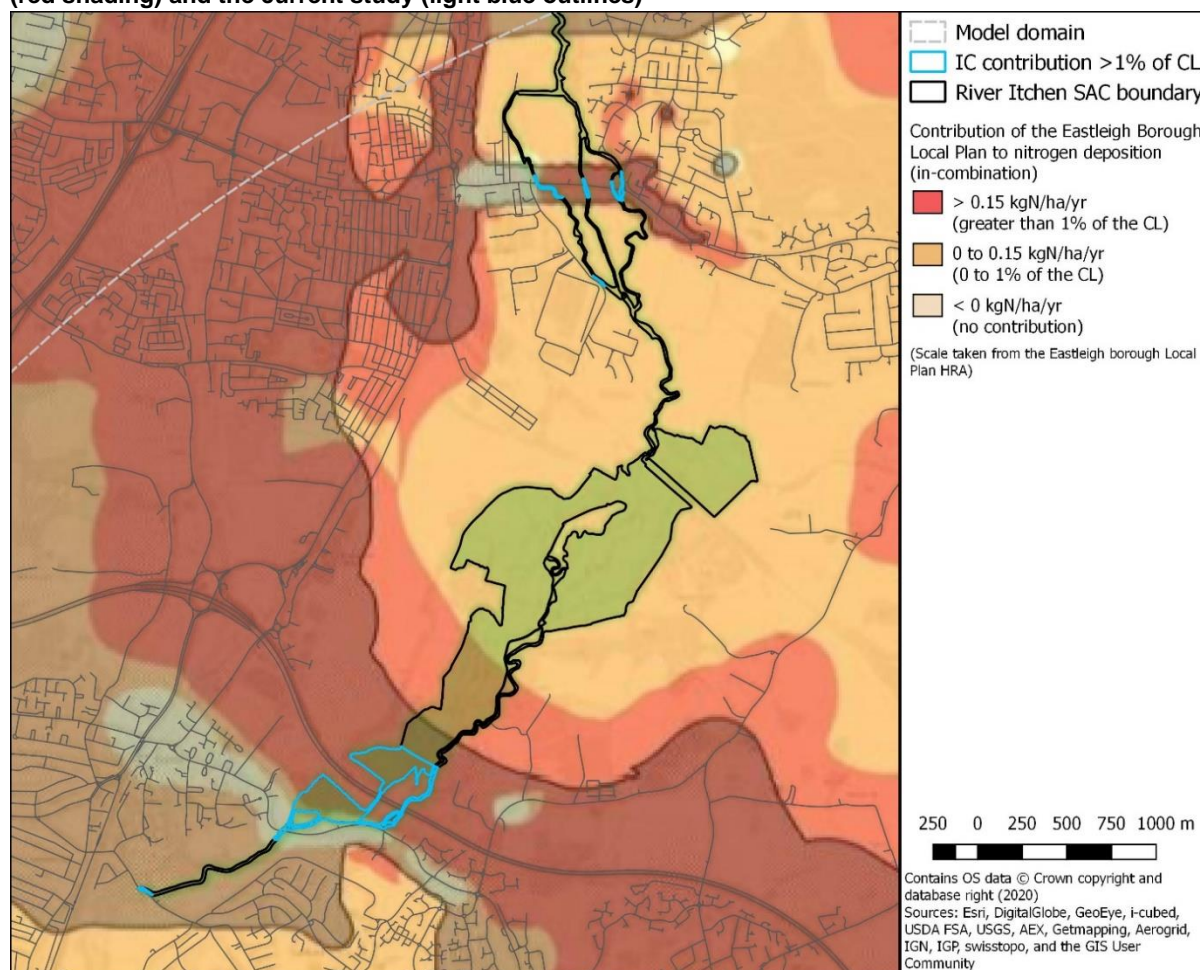 (red shading) and the current study (light blue outlines)
Model domain
IC contribution >1% of CL
River Itchen SAC boundary
Contribution of the Eastleigh Borough
Local Plan to nitrogen deposition
(in-combination)
> 0.15 kgN/ha/yr
(greater than 1% of the CL)
0 to 0.15 kgN/ha/yr
(0 to 1% of the CL)
< 0 kgN/ha/yr
(no contribution)
(Scale taken from the Eastleigh borough Local
Plan HRA)
250 0 250 500 750 1000 m
Contains OS data © Crown copyright and
database right (2020)
Sources: Esri, DigitalGlobe, GeoEye, i-cubed,
USDA FSA, USGS, AEX, Getmapping, Aerogrid,
IGN, IGP, swisstopo, and the GIS User
Community